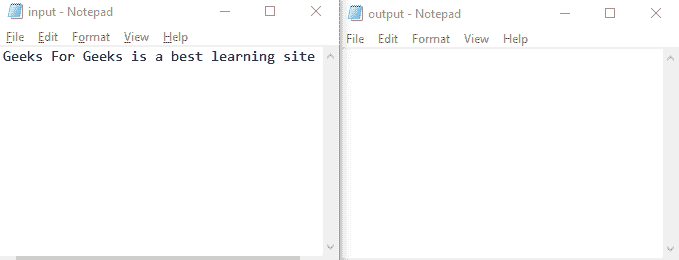 input - Notepad
File Edit Format View Help
Geeks For Geeks is a best learning site
output - Notepad
File Edit Format View Help